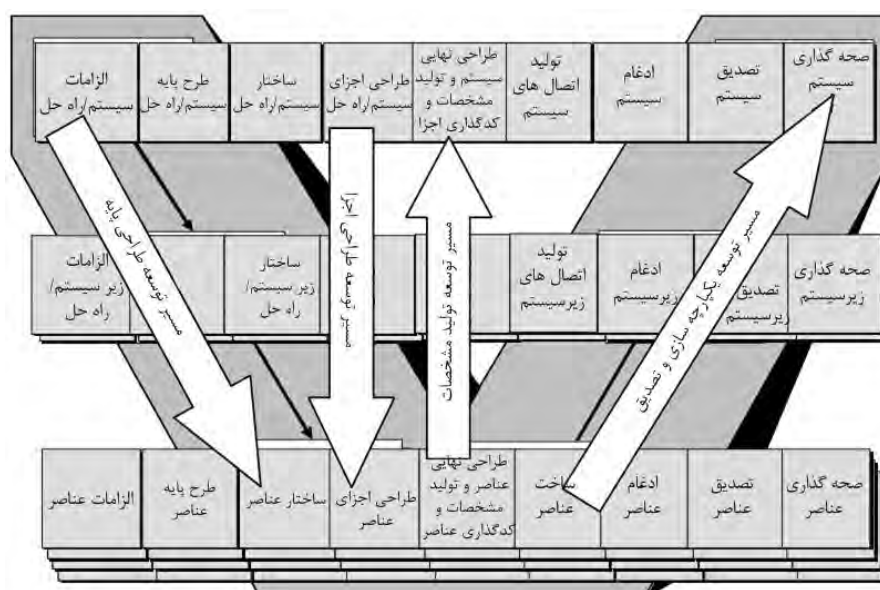 الزامات
سیستم/راه حل
طرح پایه
سیستم/راه حل
ساختار
سیستم/راه حل
طراحی اجزای
سیستم/راه حل
طراحی نهایی
سیستم و تولید
مشخصات و
کدگذاری اجزا
تولید
اتصال های
سیستم
ادغام
سیستم
تصدیق
سیستم
صحه گذاری
سیستم
مسیر توسعه طراحی پایه
مسیر توسعه طراحی اجزا
مسیر توسعه تولید مشخصات
مسیر توسعه یکپارچه سازی و تصدیق
الزامات
زیر سیستم/
راه حل
ساختار
زیر سیستم/
راه حل
تولید
اتصال های
زیرسیستم
ادغام
زیرسیستم
تصدیق
زیرسیستم
صحه گذاری
زیرسیستم
الزامات عناصر
طرح پایه
عناصر
ساختار عناصر
طراحی اجزای
عناصر
طراحی نهایی
عناصر و تولید
مشخصات و
کدگذاری عناصر
ساخت
عناصر
ادغام
عناصر
تصدیق
عناصر
صحه گذاری
عناصر